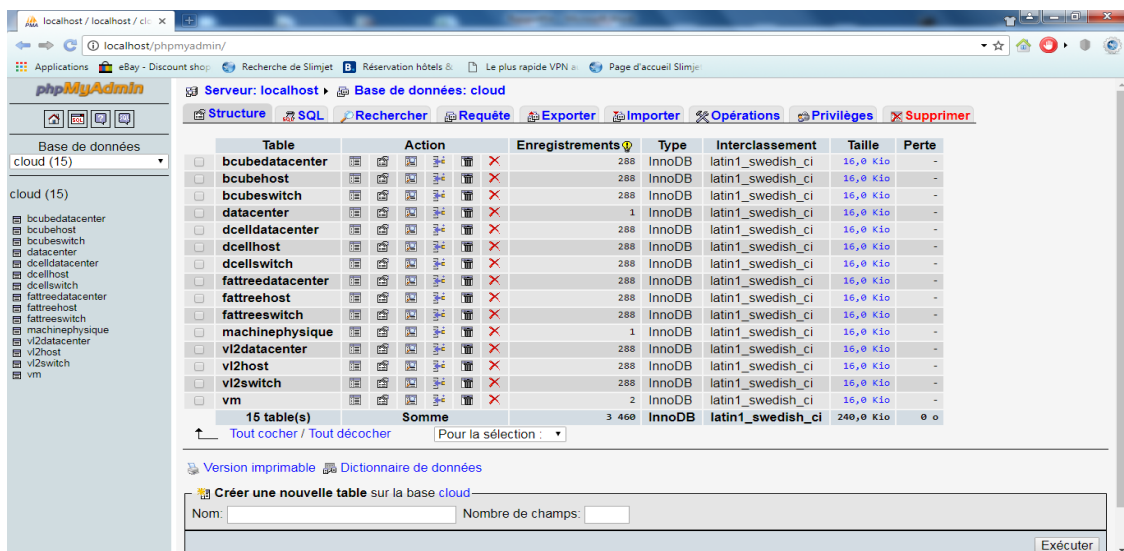 localhost / localhost / clo
localhost/phpmyadmin/
Applications eBay - Discount shop Recherche de Slimjet Réservation hôtels & Le plus rapide VPN Page d'accueil Slimje
phpMyAdmin
Base de données
cloud (15)
cloud (15)
bcubedatacenter
bcubehost
bcubeswitch
datacenter
dcelldatacenter
dcellhost
dcellswitch
fattreedatacenter
fattreehost
fattreeswitch
machinephysique
vl2datacenter
vl2host
vl2switch
vm
Serveur: localhost Base de données: cloud
Structure SQL Rechercher Requête Exporter Importer Opérations Privilèges Supprimer
Table Action Enregistrements Type Interclassement Taille Perte
bcubedatacenter 288 InnoDB latin1_swedish_ci 16,0 Kio -
bcubehost 288 InnoDB latin1_swedish_ci 16,0 Kio -
bcubeswitch 288 InnoDB latin1_swedish_ci 16,0 Kio -
datacenter 1 InnoDB latin1_swedish_ci 16,0 Kio -
dcelldatacenter 288 InnoDB latin1_swedish_ci 16,0 Kio -
dcellhost 288 InnoDB latin1_swedish_ci 16,0 Kio -
dcellswitch 288 InnoDB latin1_swedish_ci 16,0 Kio -
fattreedatacenter 288 InnoDB latin1_swedish_ci 16,0 Kio -
fattreehost 288 InnoDB latin1_swedish_ci 16,0 Kio -
fattreeswitch 288 InnoDB latin1_swedish_ci 16,0 Kio -
machinephysique 1 InnoDB latin1_swedish_ci 16,0 Kio -
vl2datacenter 288 InnoDB latin1_swedish_ci 16,0 Kio -
vl2host 288 InnoDB latin1_swedish_ci 16,0 Kio -
vl2switch 288 InnoDB latin1_swedish_ci 16,0 Kio -
vm 2 InnoDB latin1_swedish_ci 16,0 Kio -
15 table(s) Somme 3 460 InnoDB latin1_swedish_ci 240,0 Kio 0 o
Tout cocher / Tout décocher Pour la sélection :
Version imprimable Dictionnaire de données
Créer une nouvelle table sur la base cloud
Nom: Nombre de champs:
Exécuter